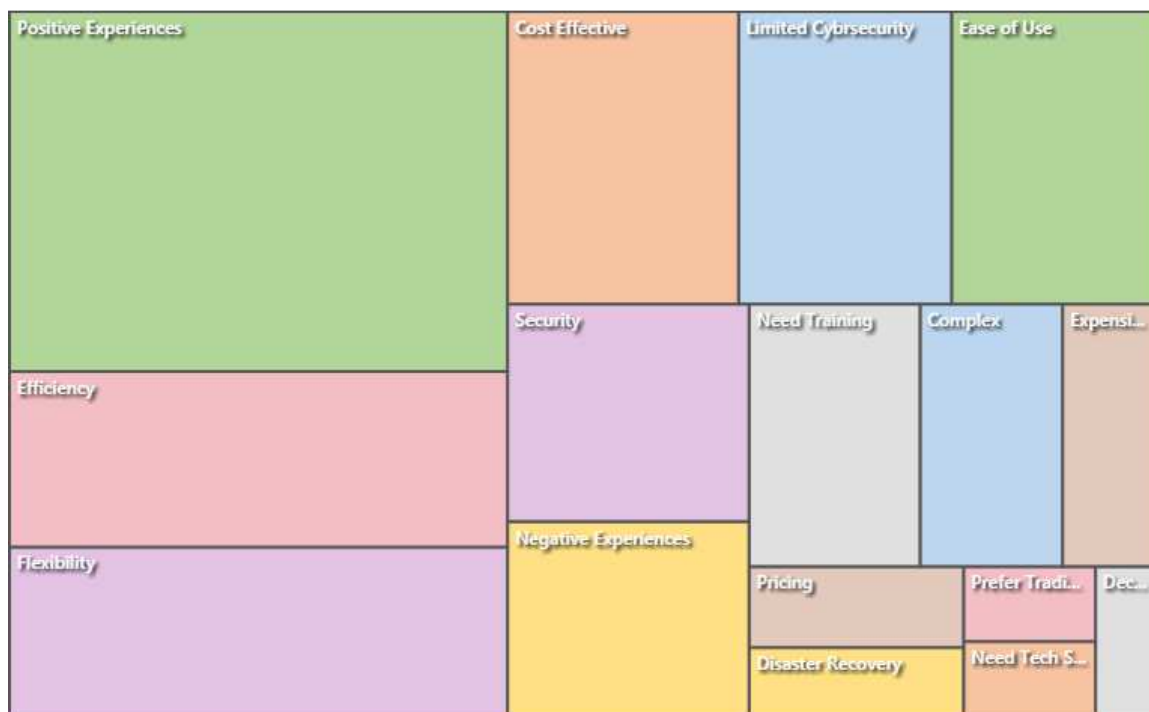 Positive Experiences
Cost Effective
Limited Cybrsecurity
Ease of Use
Efficiency
Flexibility
Security
Need Training
Complex
Expensi...
Negative Experiences
Pricing
Prefer Tradi...
Dec...
Disaster Recovery
Need Tech S...